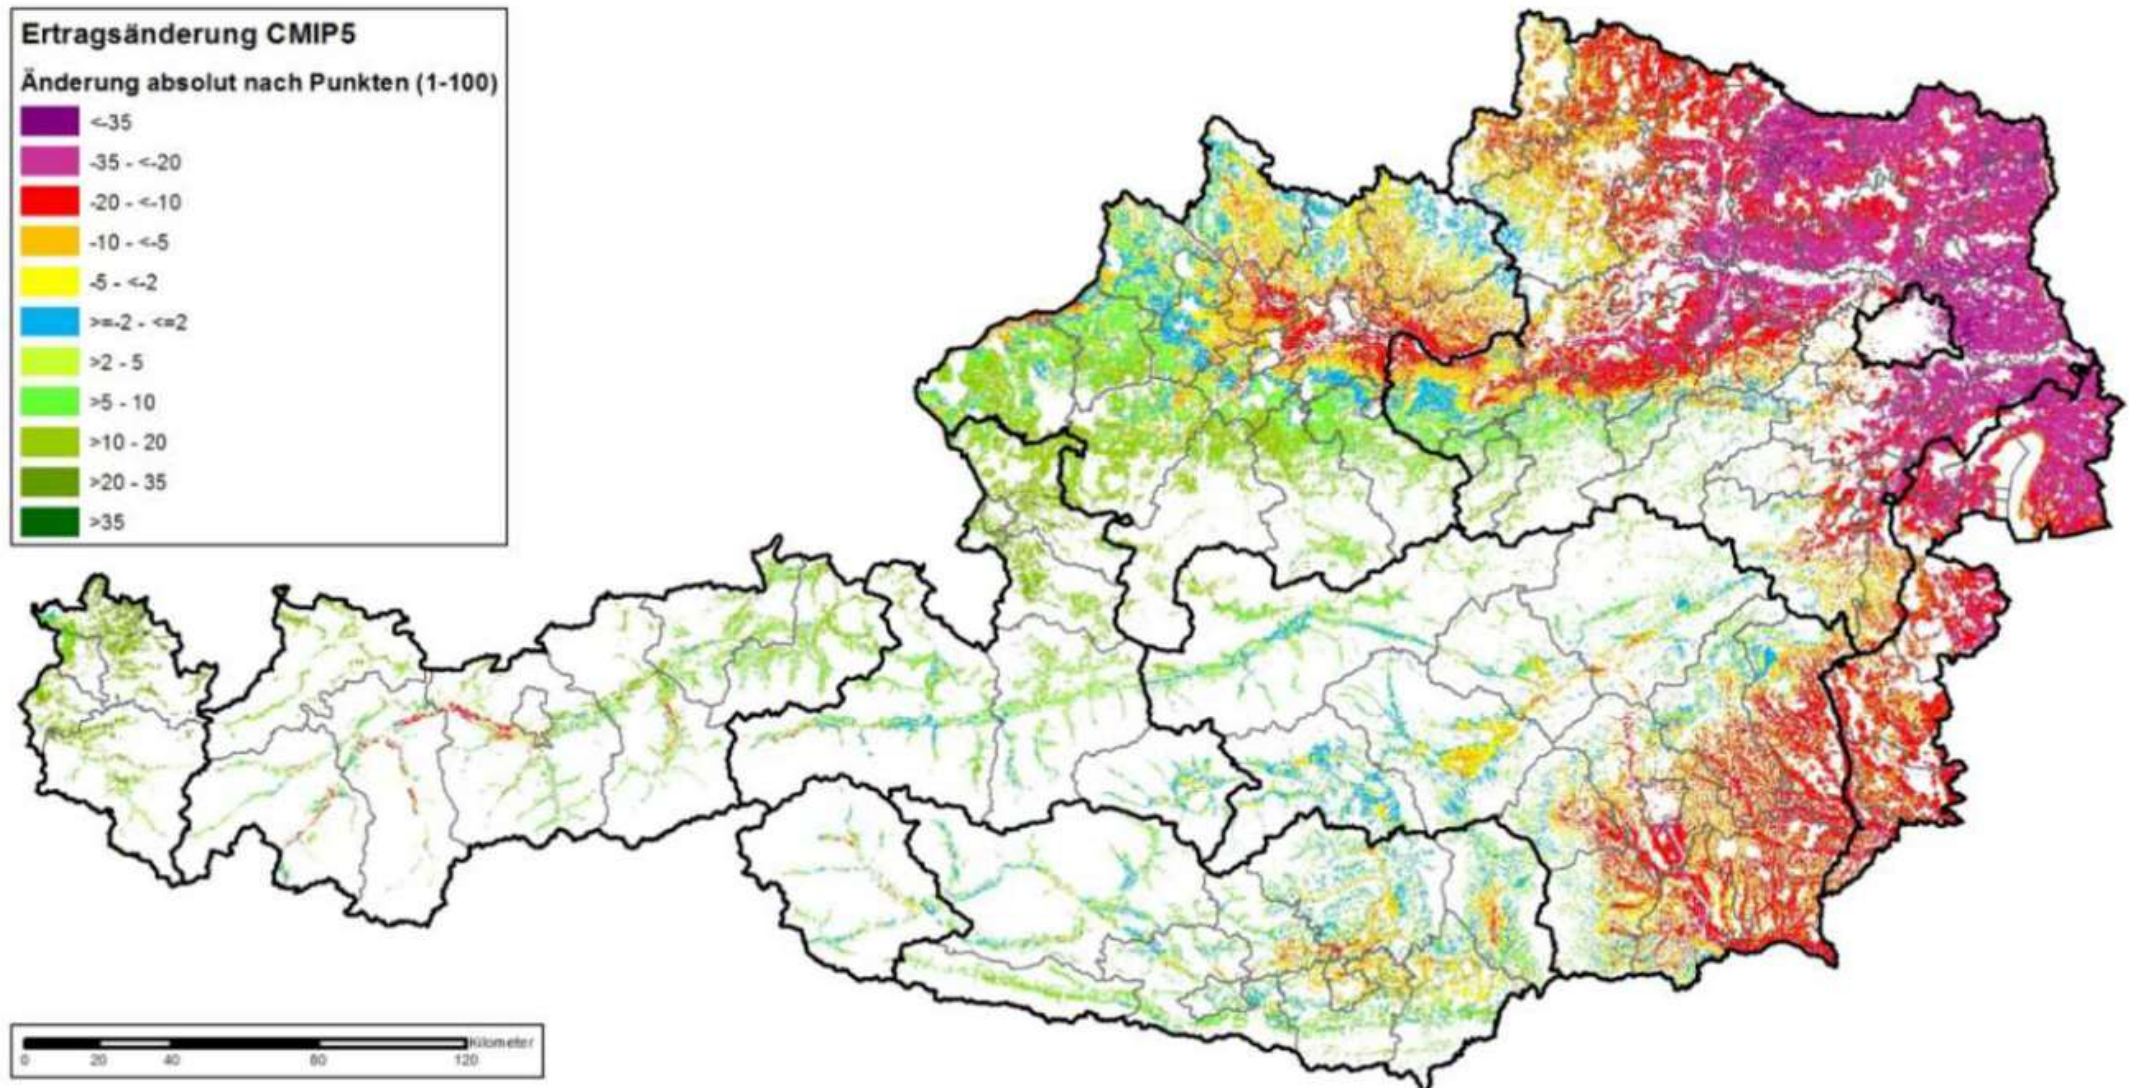 Ertragsänderung CMIP5
Änderung absolut nach Punkten (1-100)
<-35
-35 - <-20
-20 - <-10
-10 - <-5
-5 - <-2
>=-2 - <=2
>2 - 5
>5 - 10
>10 - 20
>20 - 35
>35
Kilometer
0 20 40 80 120